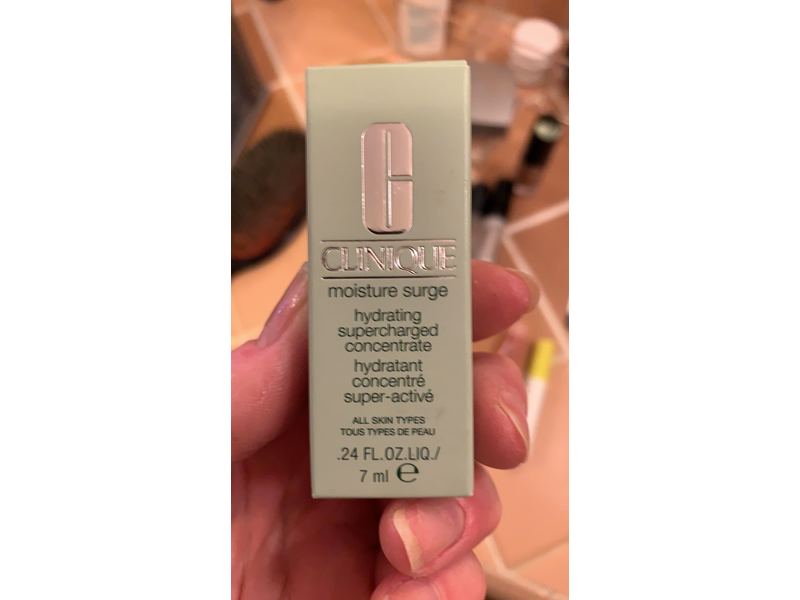 CLINIQUE
moisture surge
hydrating
supercharged
concentrate
hydratant
concentré
super-activé
ALL SKIN TYPES
TOUS TYPES DE PEAU
.24 FL.OZ.LIQ./
7 ml ℮